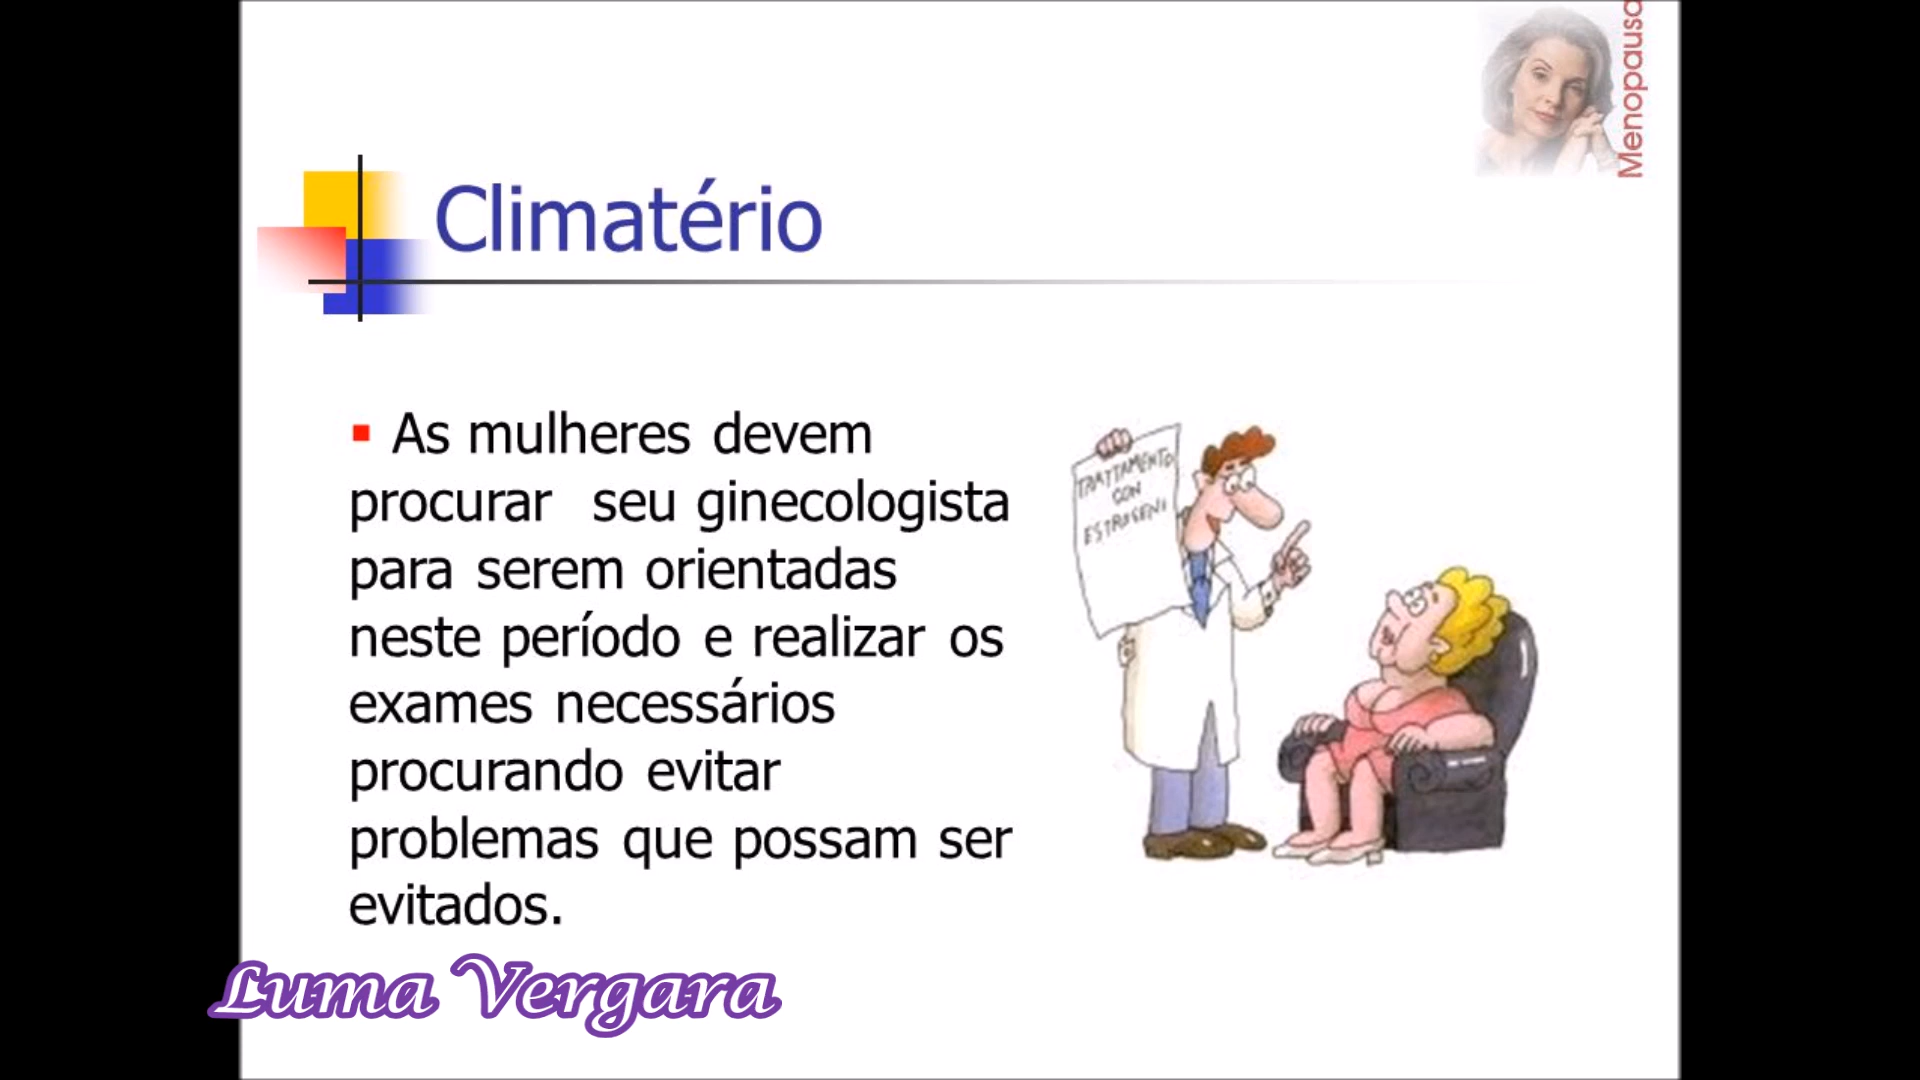 Menopausa
Climatério
As mulheres devem
procurar seu ginecologista
para serem orientadas
neste período e realizar os
exames necessários
procurando evitar
problemas que possam ser
evitados.
TRATTAMENTO
CON
ESTROGENI
Luma Vergara